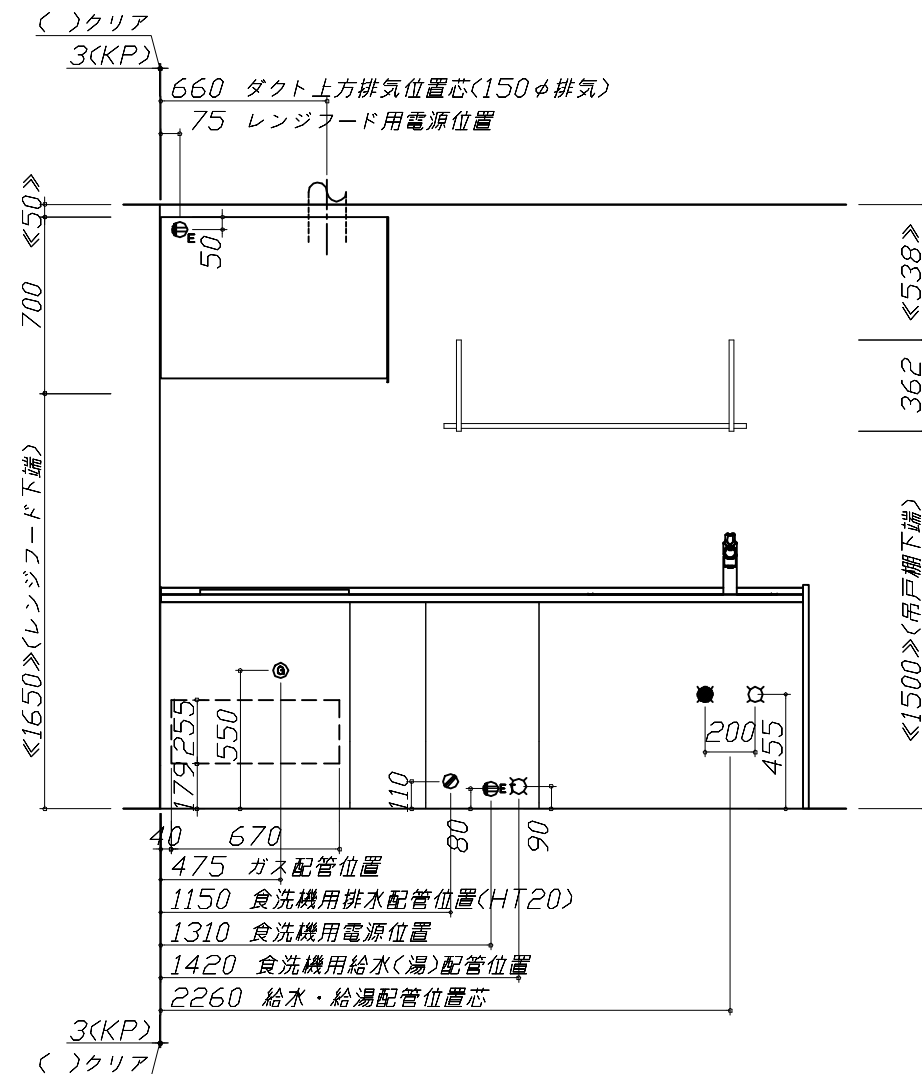 ( )クリア
3(KP)
660 ダクト上方排気位置芯(150φ排気)
75 レンジフード用電源位置
≪50≫
E
50
700
≪538≫
362
≪1650≫(レンジフード下端)
≪1500≫(吊戸棚下端)
G
550
255
179
200
455
110
E
80
90
40
670
475 ガス配管位置
1150 食洗機用排水配管位置(HT20)
1310 食洗機用電源位置
1420 食洗機用給水(湯)配管位置
2260 給水・給湯配管位置芯
3(KP)
( )クリア